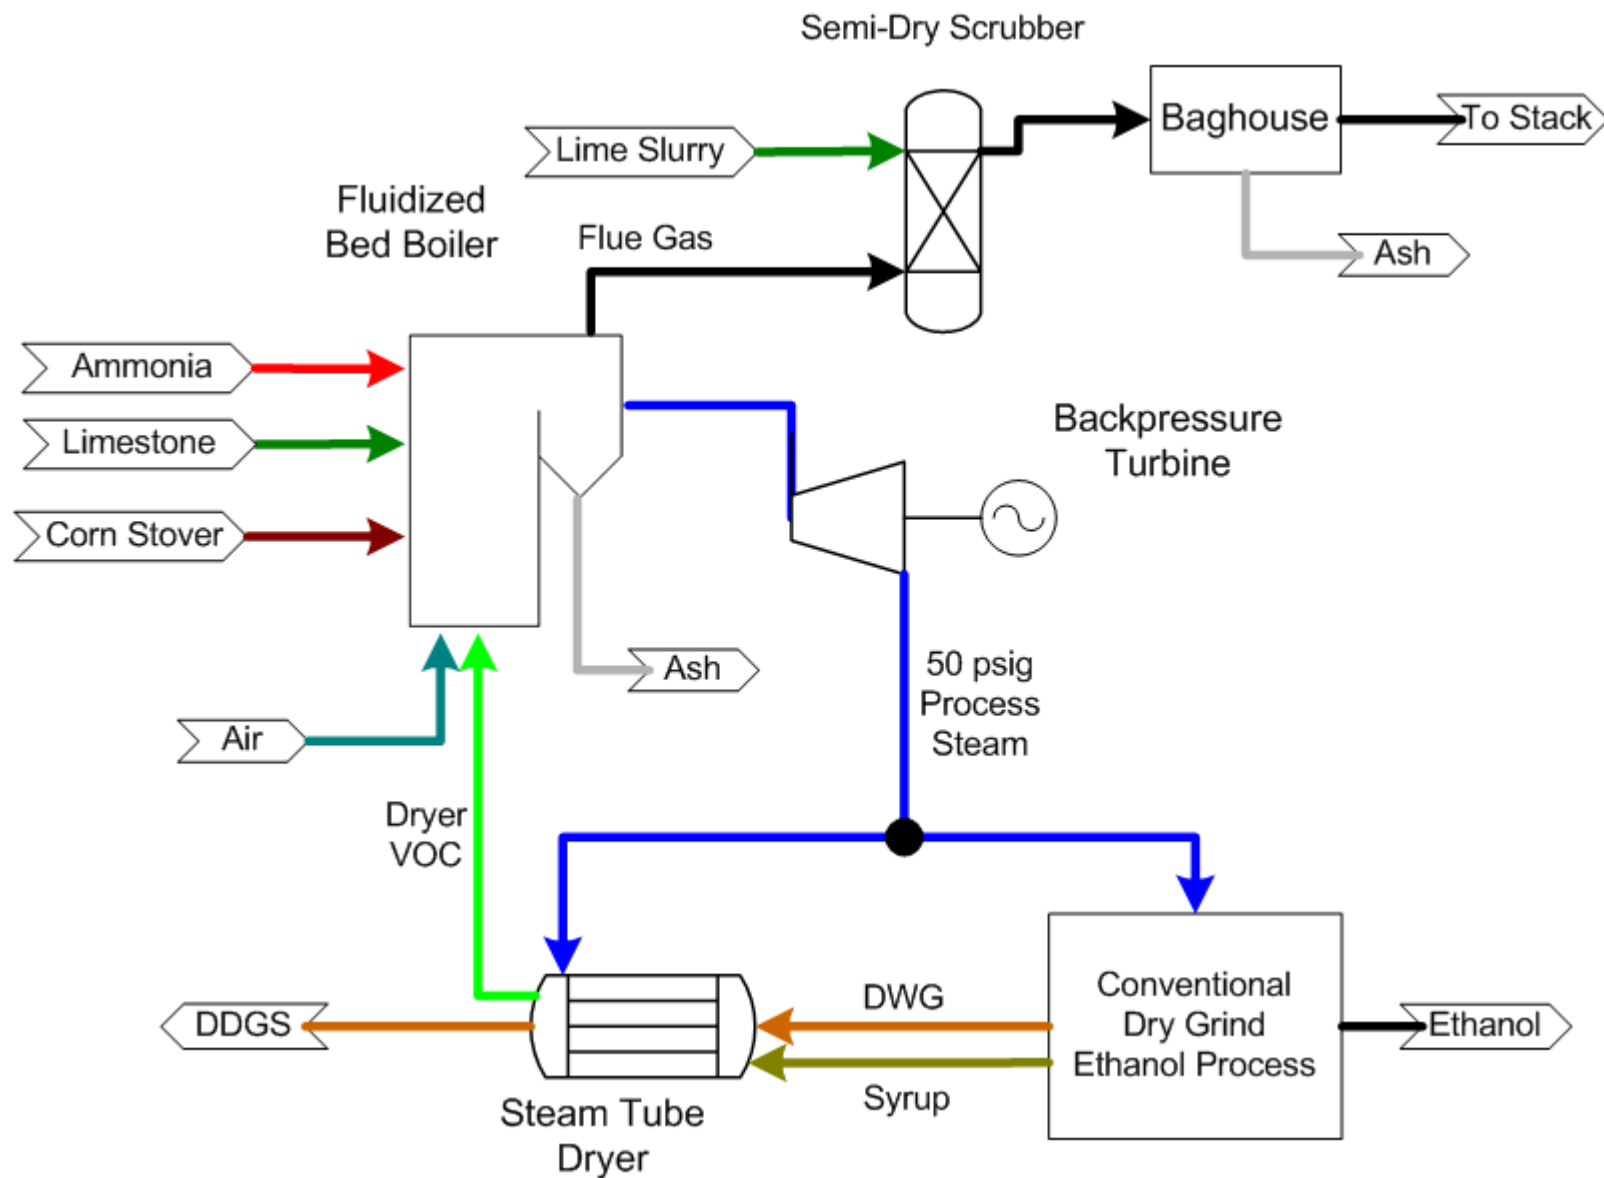 Semi-Dry Scrubber
Baghouse
To Stack
Lime Slurry
Fluidized
Bed Boiler
Flue Gas
Ash
Ammonia
Limestone
Corn Stover
Backpressure
Turbine
Ash
50 psig
Process
Steam
Air
Dryer
VOC
DWG
Conventional
Dry Grind
Ethanol Process
DDGS
Ethanol
Syrup
Steam Tube
Dryer